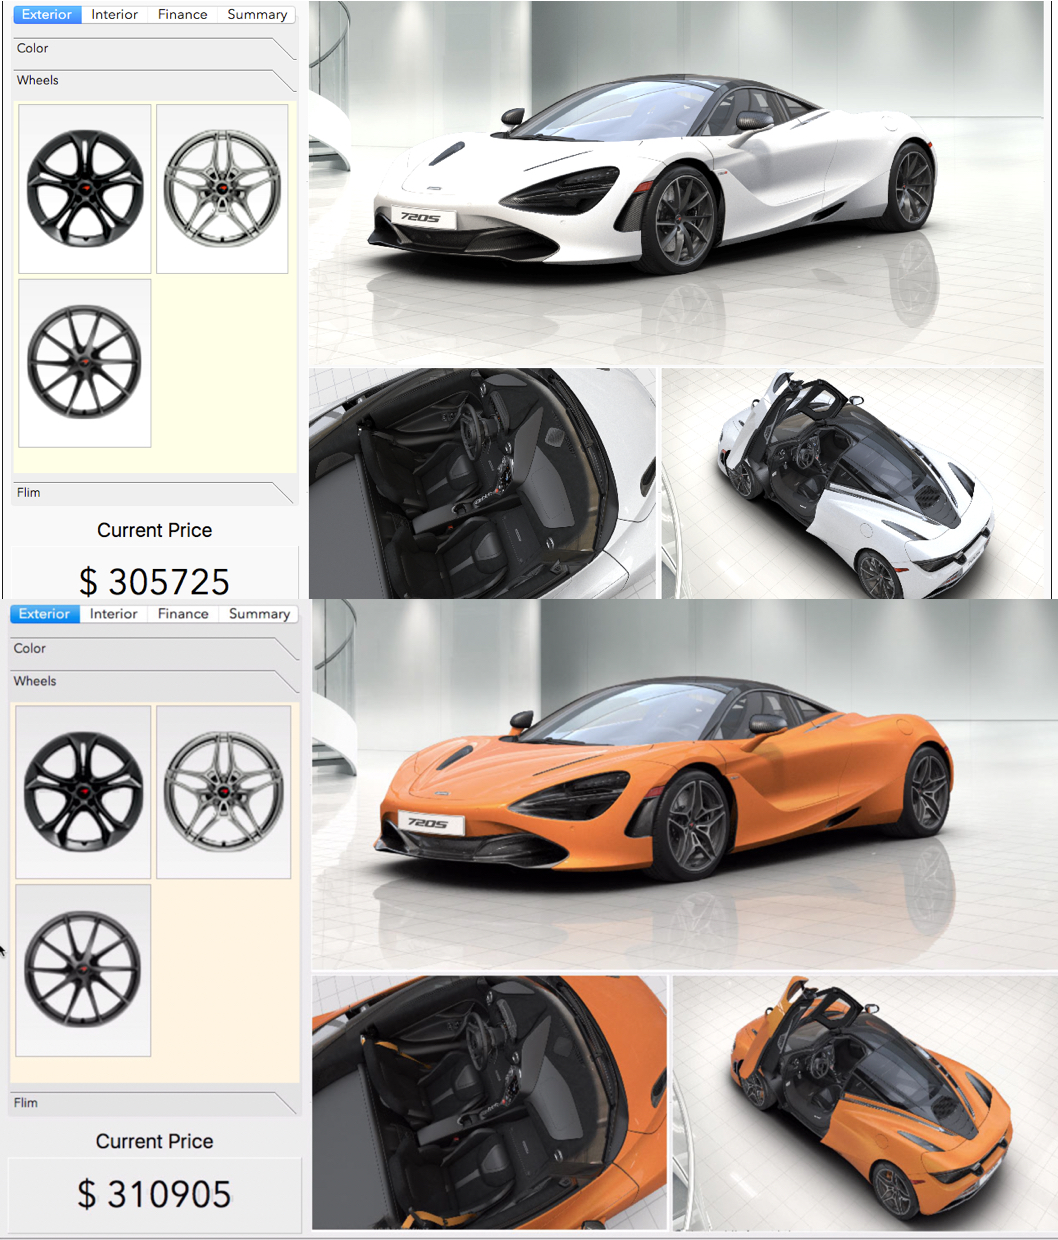 Exterior Interior Finance Summary
Color
Wheels
720S
Flim
Current Price
$ 305725
Exterior Interior Finance Summary
Color
Wheels
720S
Flim
Current Price
$ 310905